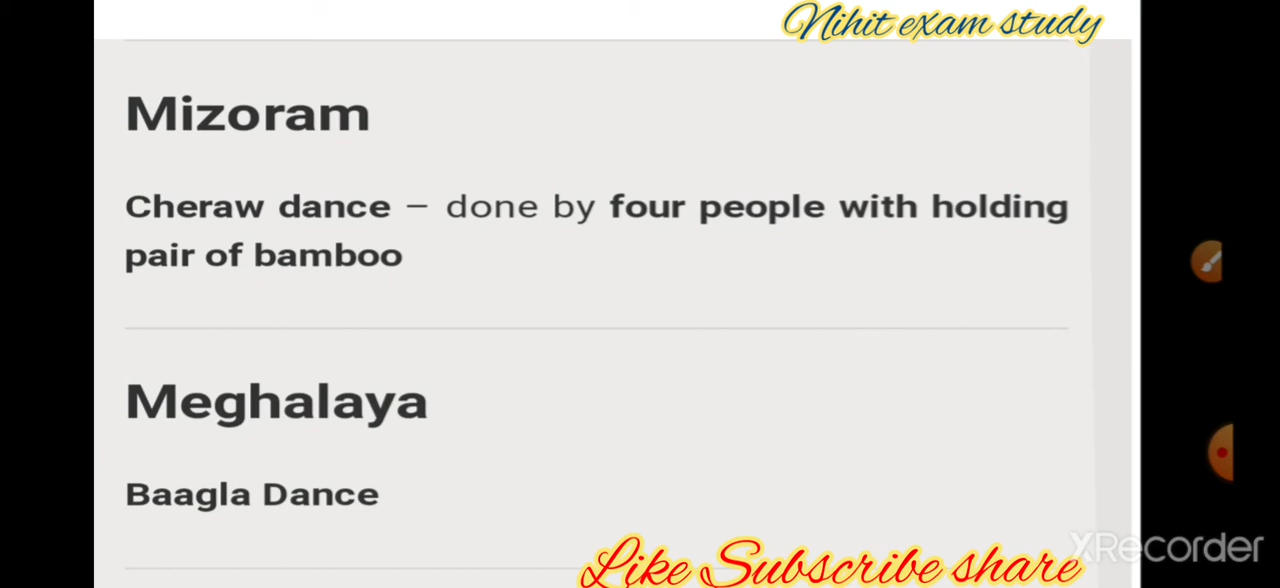 Nihit exam study
Mizoram
Cheraw dance – done by four people with holding
pair of bamboo
Meghalaya
Baagla Dance
Like Subscribe share
XRecorder